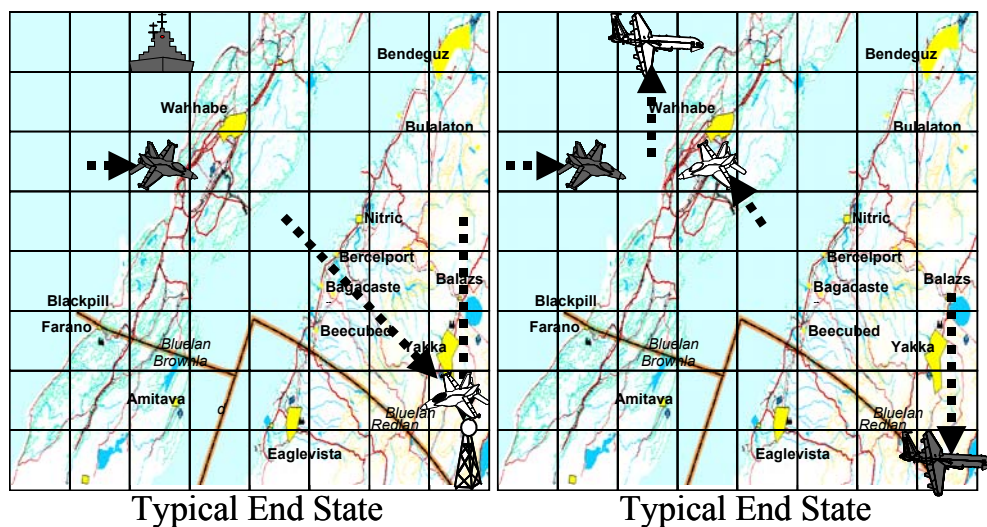 Bendeguz
Wahhabe
Bulalaton
Nitric
Bercelport
Balazs
Bagacaste
Blackpill
Farano
Beecubed
Bluelan
Brownla
Yakka
Amitava
Bluelan
Redlan
Eaglevista
Typical End State
Bendeguz
Wahhabe
Bulalaton
Nitric
Bercelport
Balazs
Bagacaste
Blackpill
Farano
Beecubed
Bluelan
Brownla
Yakka
Amitava
Bluelan
Redlan
Eaglevista
Typical End State